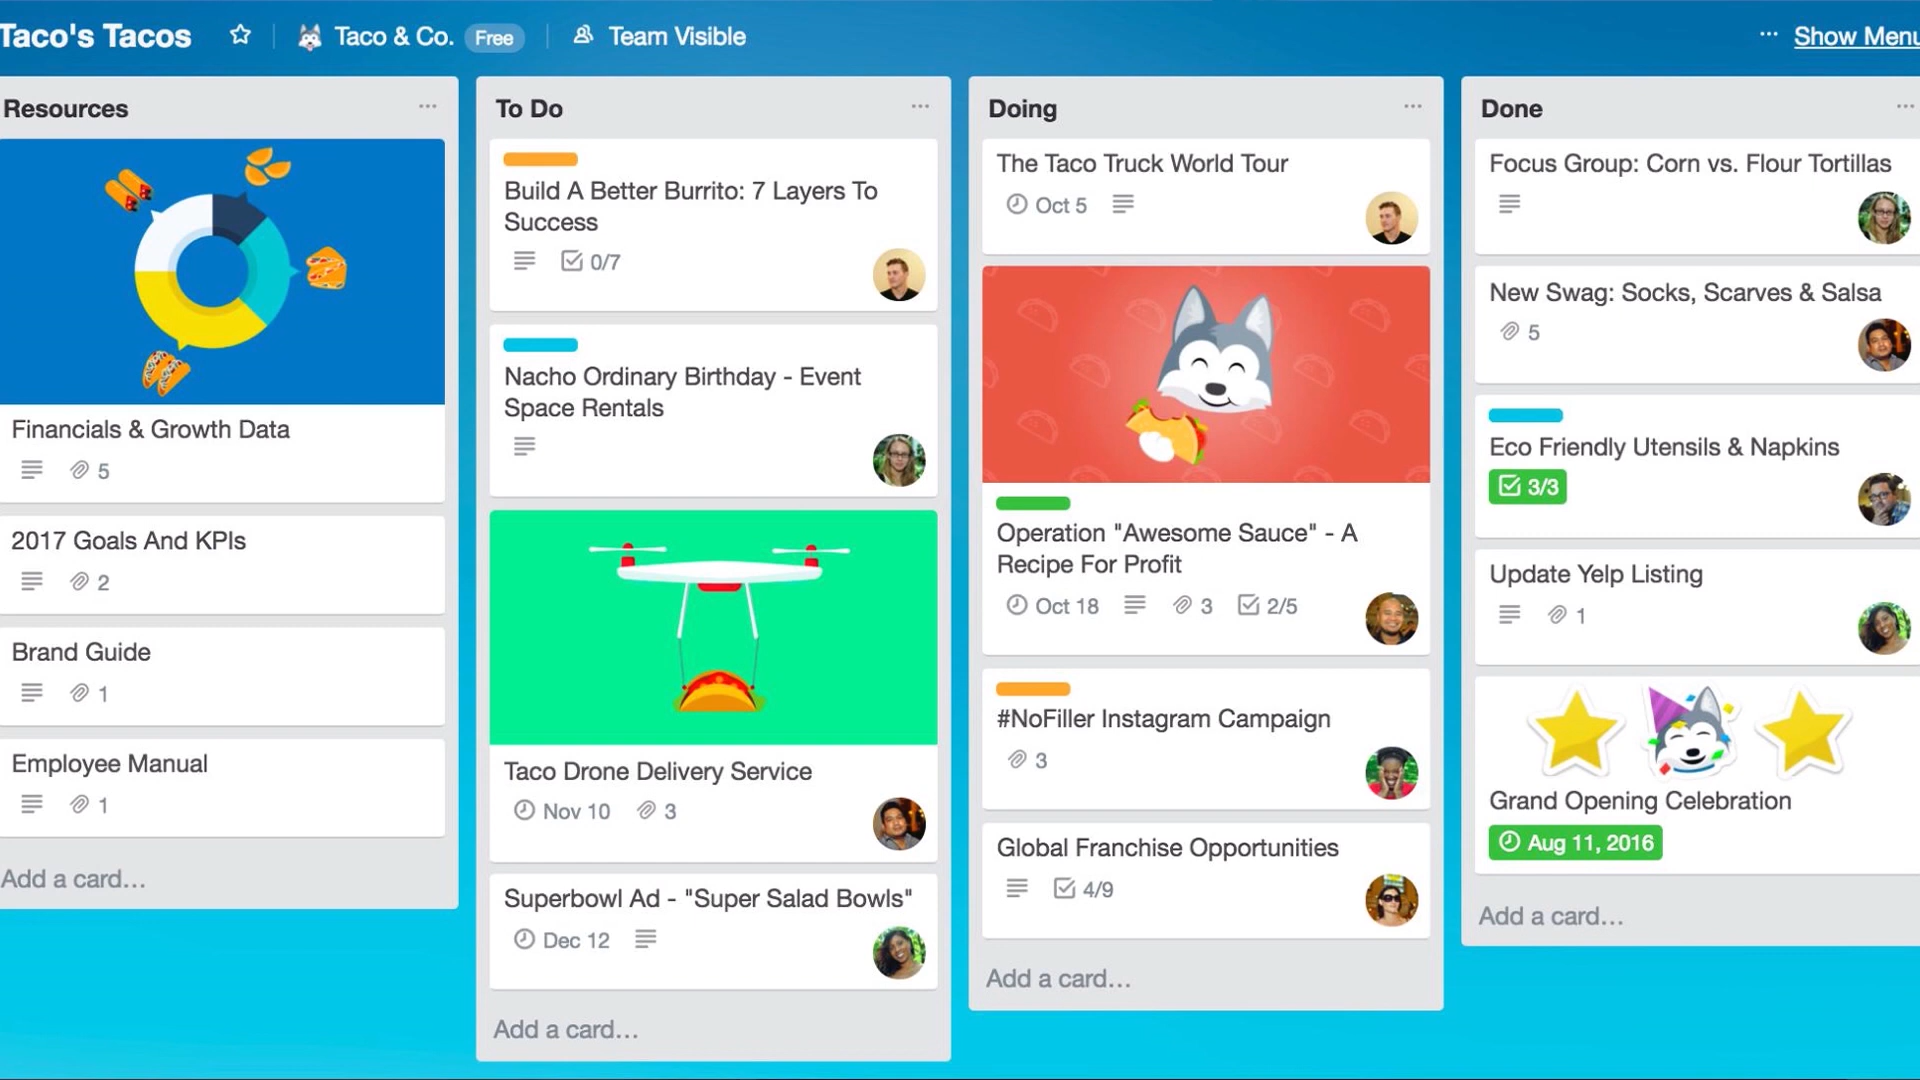 Taco's Tacos
Taco & Co. Free
Team Visible
... Show Menu
Resources
Financials & Growth Data
5
2017 Goals And KPIs
2
Brand Guide
1
Employee Manual
1
Add a card…
To Do
Build A Better Burrito: 7 Layers To
Success
0/7
Nacho Ordinary Birthday - Event
Space Rentals
Taco Drone Delivery Service
Nov 10 3
Superbowl Ad - "Super Salad Bowls"
Dec 12
Add a card…
Doing
The Taco Truck World Tour
Oct 5
Operation "Awesome Sauce" - A
Recipe For Profit
Oct 18 3 2/5
#NoFiller Instagram Campaign
3
Global Franchise Opportunities
4/9
Add a card…
Done
Focus Group: Corn vs. Flour Tortillas
New Swag: Socks, Scarves & Salsa
5
Eco Friendly Utensils & Napkins
3/3
Update Yelp Listing
1
Grand Opening Celebration
Aug 11, 2016
Add a card…